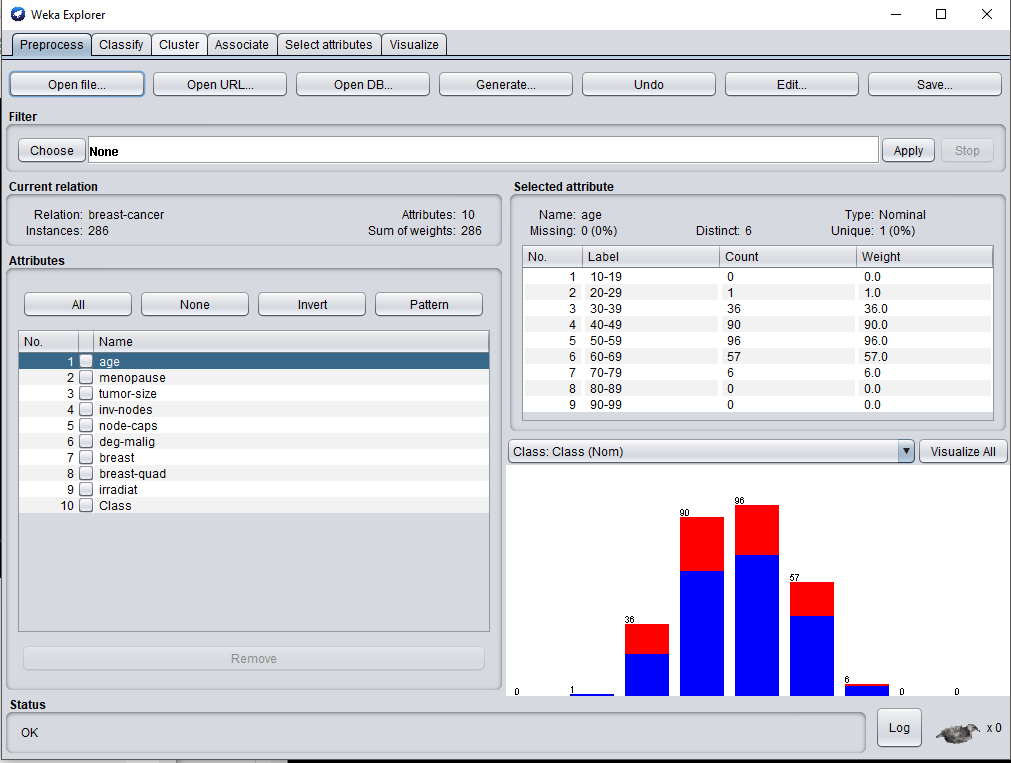 Weka Explorer
Preprocess Classify Cluster Associate Select attributes Visualize
Open file... Open URL... Open DB... Generate... Undo Edit... Save...
Filter
Choose None Apply Stop
Current relation
Relation: breast-cancer Attributes: 10
Instances: 286 Sum of weights: 286
Attributes
All None Invert Pattern
No. Name
1 age
2 menopause
3 tumor-size
4 inv-nodes
5 node-caps
6 deg-malig
7 breast
8 breast-quad
9 irradiat
10 Class
Remove
Selected attribute
Name: age Type: Nominal
Missing: 0 (0%) Distinct: 6 Unique: 1 (0%)
No. Label Count Weight
1 10-19 0 0.0
2 20-29 1 1.0
3 30-39 36 36.0
4 40-49 90 90.0
5 50-59 96 96.0
6 60-69 57 57.0
7 70-79 6 6.0
8 80-89 0 0.0
9 90-99 0 0.0
Class: Class (Nom) Visualize All
0 1 36 90 96 57 6 0 0
Status
OK Log x 0